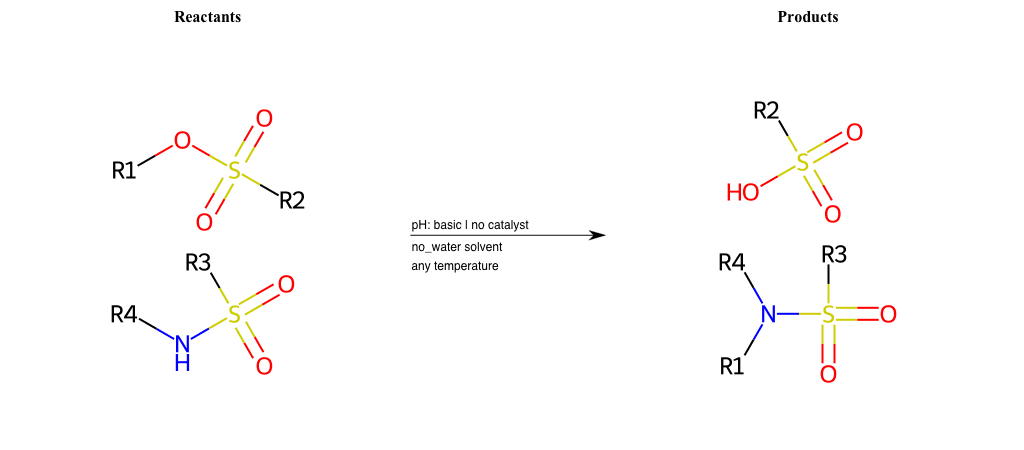 Reactants
Products
R1
O
O
S
O
R2
R3
O
S
R4
N
H
O
pH: basic | no catalyst
no_water solvent
any temperature
R2
O
S
HO
O
R4
R3
N
S
O
R1
O